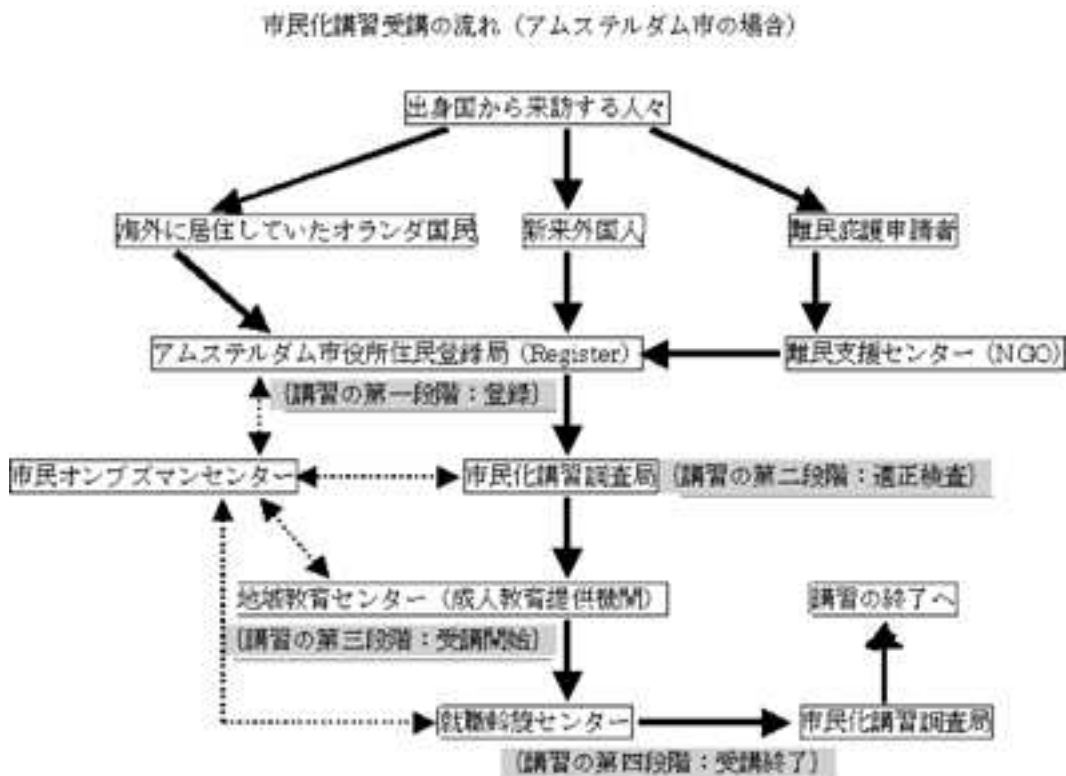 市民化講習受講の流れ（アムステルダム市の場合）
出身国から来訪する人々
海外に居住していたオランダ国民
新来外国人
難民庇護申請者
アムステルダム市役所住民登録局（Register）
難民支援センター（NGO）
（講習の第一段階：登録）
市民オンブズマンセンター
市民化講習調査局
（講習の第二段階：適正検査）
地域教育センター（成人教育提供機関）
講習の終了へ
（講習の第三段階：受講開始）
就職斡旋センター
市民化講習調査局
（講習の第四段階：受講終了）